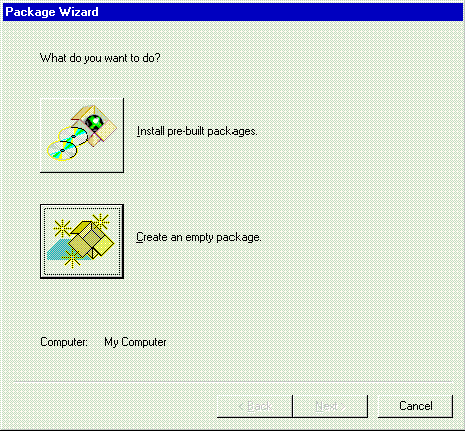 Package Wizard
What do you want to do?
Install pre-built packages.
Create an empty package.
Computer: My Computer
< Back Next > Cancel